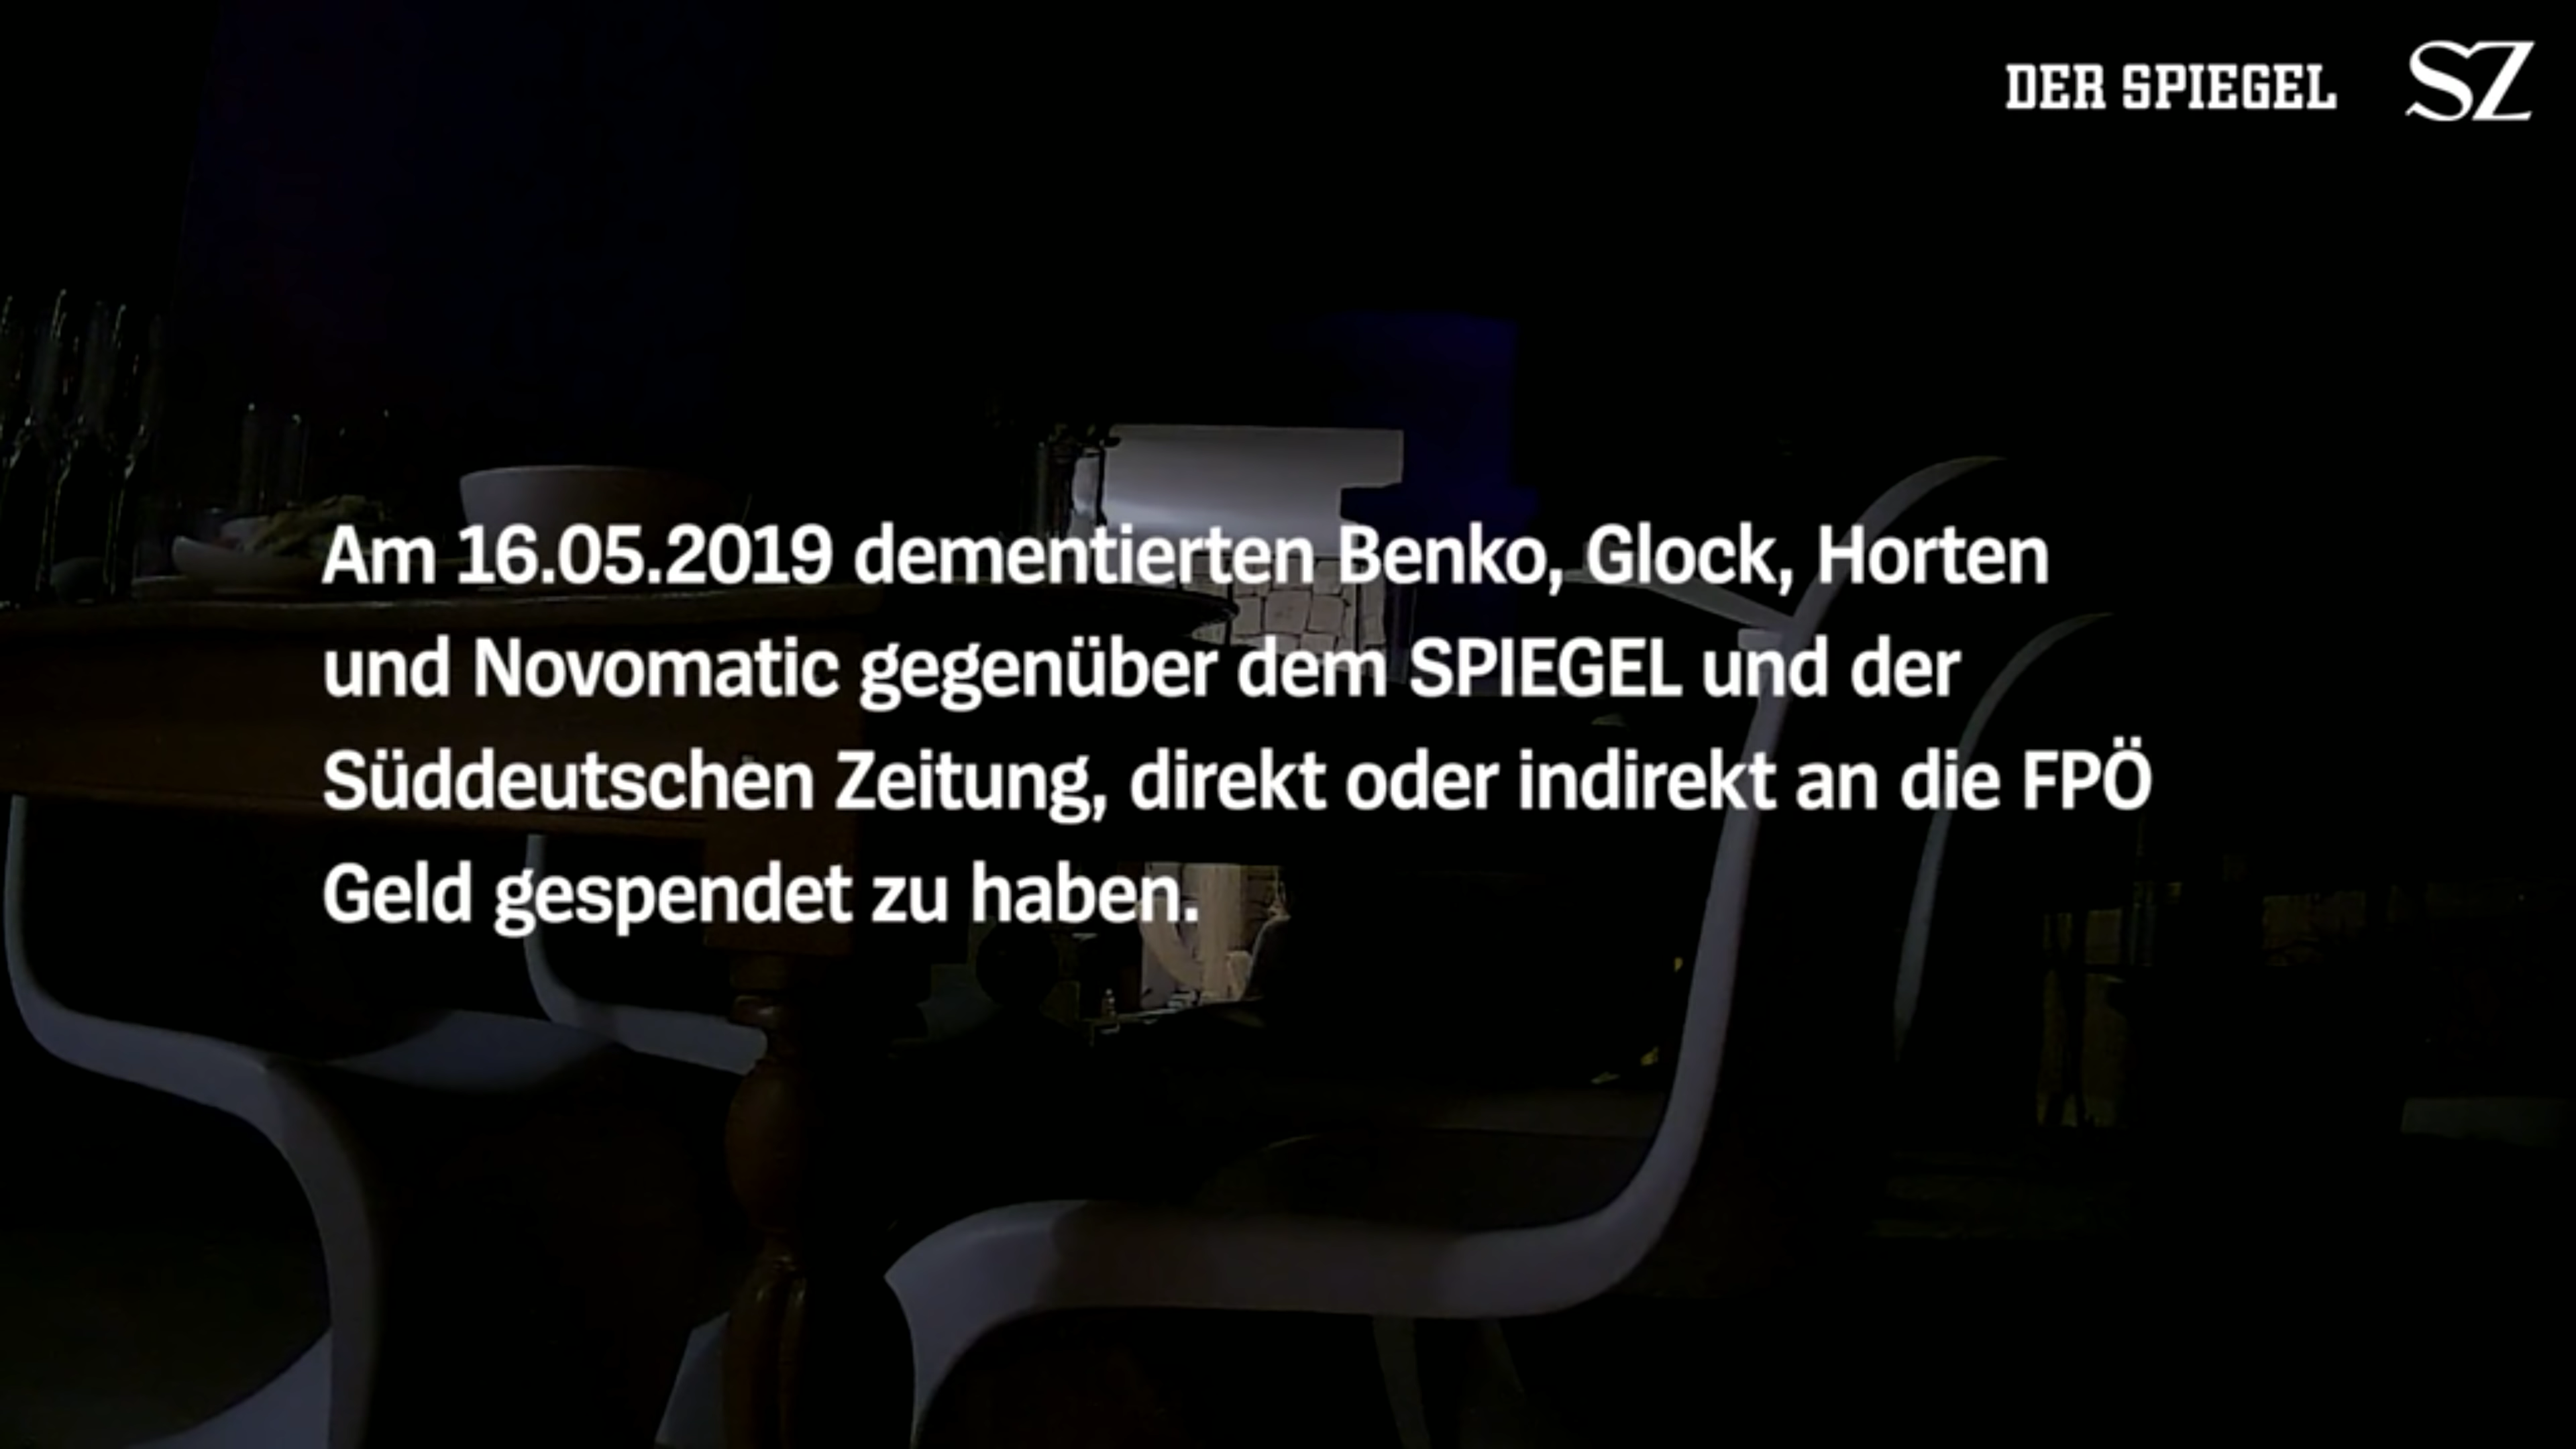 DER SPIEGEL SZ
Am 16.05.2019 dementierten Benko, Glock, Horten
und Novomatic gegenüber dem SPIEGEL und der
Süddeutschen Zeitung, direkt oder indirekt an die FPÖ
Geld gespendet zu haben.